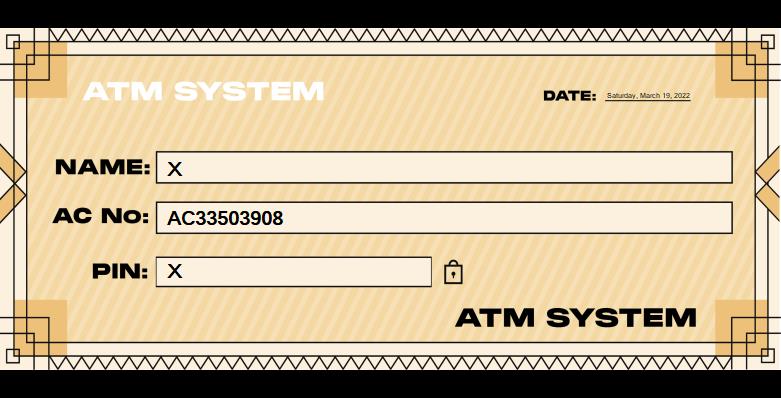 ATM SYSTEM
DATE: Saturday, March 19, 2022
NAME: X
AC No: AC33503908
PIN: X
ATM SYSTEM